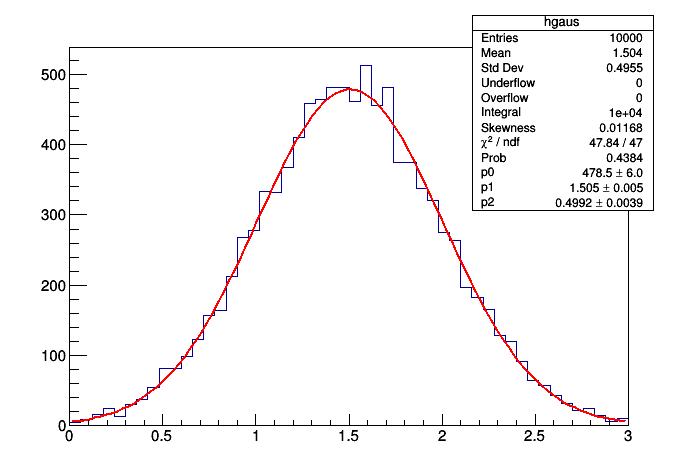 hgaus
Entries 10000
Mean 1.504
Std Dev 0.4955
Underflow 0
Overflow 0
Integral 1e+04
Skewness 0.01168
χ² / ndf 47.84 / 47
Prob 0.4384
p0 478.5 ± 6.0
p1 1.505 ± 0.005
p2 0.4992 ± 0.0039
500
400
300
200
100
0
0 0.5 1 1.5 2 2.5 3